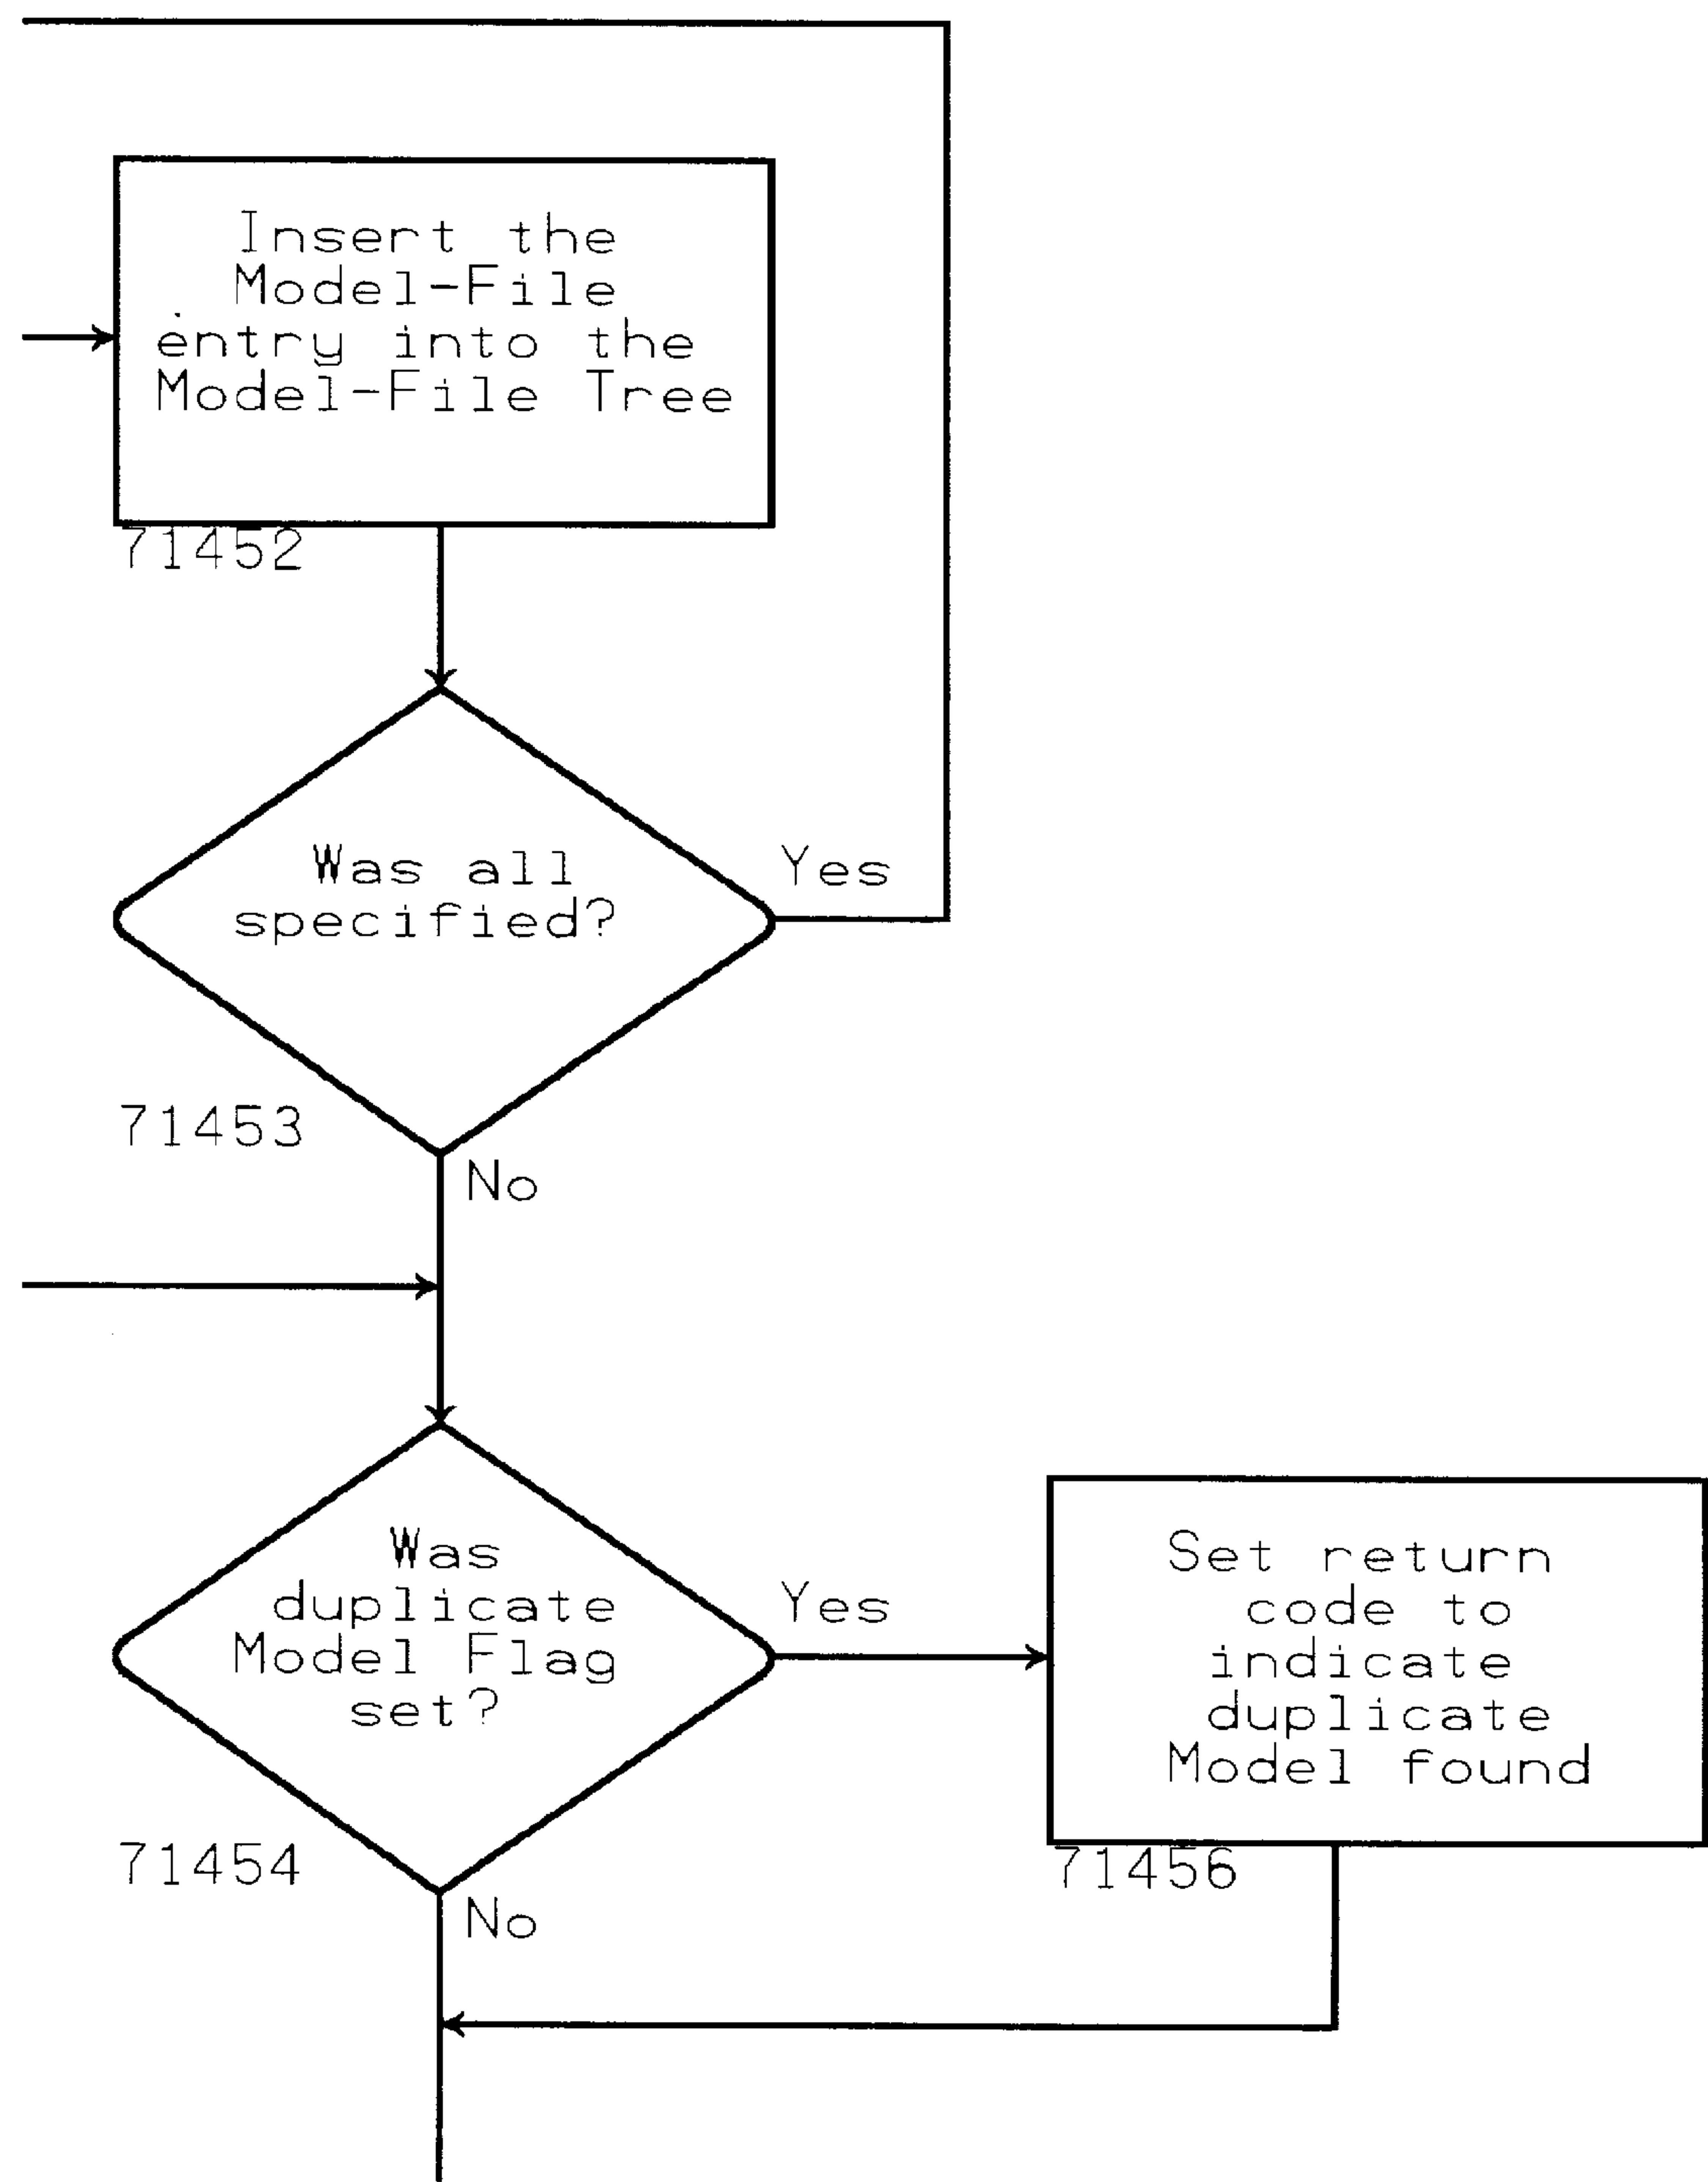 Insert the
Model-File
entry into the
Model-File Tree
71452
Was all
specified?
Yes
71453
No
Was
duplicate
Model Flag
set?
Yes
71454
No
Set return
code to
indicate
duplicate
Model found
71456